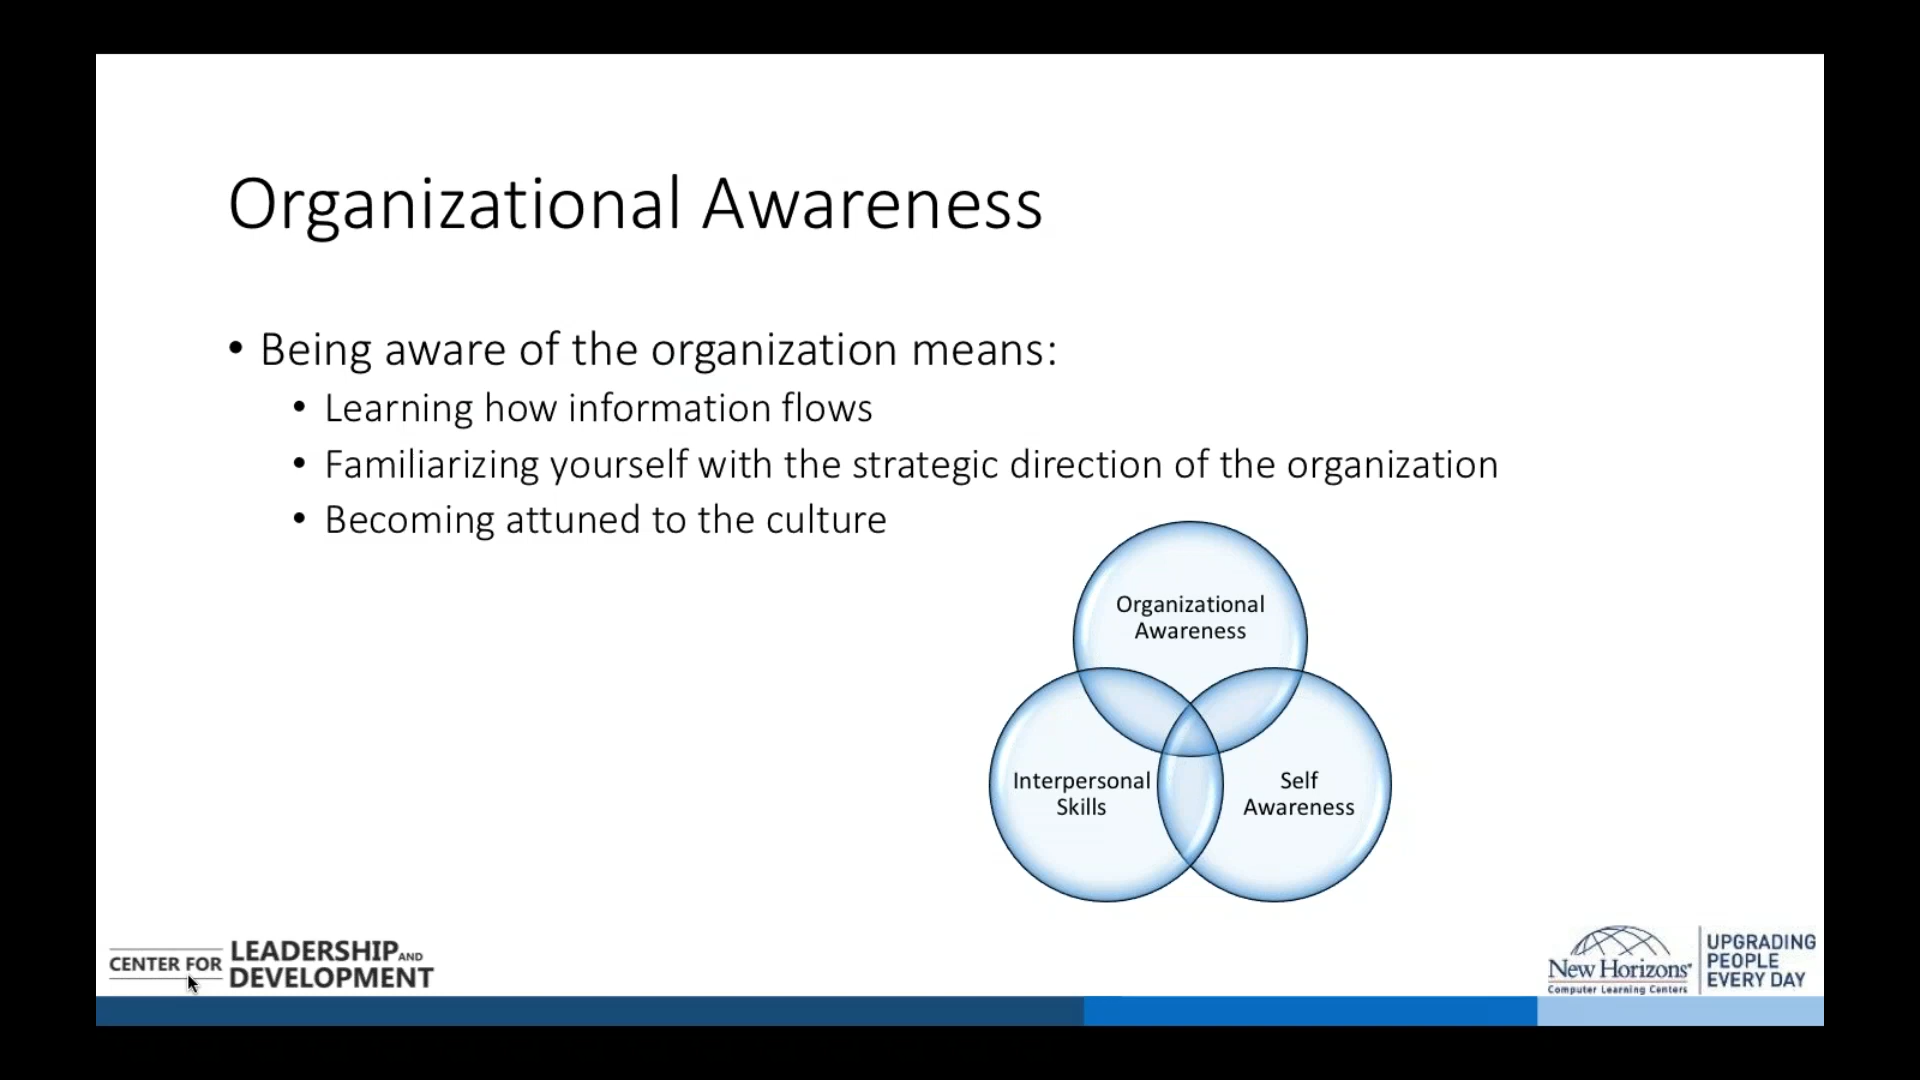 Organizational Awareness
• Being aware of the organization means:
• Learning how information flows
• Familiarizing yourself with the strategic direction of the organization
• Becoming attuned to the culture
Organizational
Awareness
Interpersonal
Skills
Self
Awareness
CENTER FOR
LEADERSHIP AND
DEVELOPMENT
New Horizons®
Computer Learning Centers
UPGRADING
PEOPLE
EVERY DAY